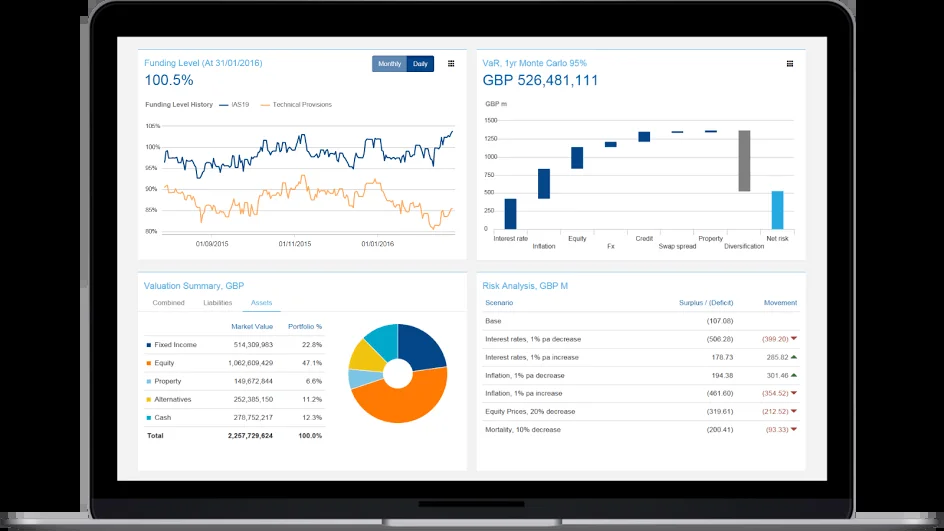 Funding Level (At 31/01/2016)
Monthly Daily
100.5%
Funding Level History IAS19 Technical Provisions
105%
100%
95%
90%
85%
80%
01/09/2015 01/11/2015 01/01/2016
VaR, 1yr Monte Carlo 95%
GBP 526,481,111
GBP m
1500
1250
1000
750
500
250
0
Interest rate Equity Credit Property Net risk
Inflation Fx Swap spread Diversification
Valuation Summary, GBP
Combined Liabilities Assets
Market Value Portfolio %
Fixed Income 514,309,983 22.8%
Equity 1,062,609,429 47.1%
Property 149,672,844 6.6%
Alternatives 252,385,150 11.2%
Cash 278,752,217 12.3%
Total 2,257,729,624 100.0%
Risk Analysis, GBP M
Scenario Surplus / (Deficit) Movement
Base (107.08)
Interest rates, 1% pa decrease (506.28) (399.20)
Interest rates, 1% pa increase 178.73 285.82
Inflation, 1% pa decrease 194.38 301.46
Inflation, 1% pa increase (461.60) (354.52)
Equity Prices, 20% decrease (319.61) (212.52)
Mortality, 10% decrease (200.41) (93.33)